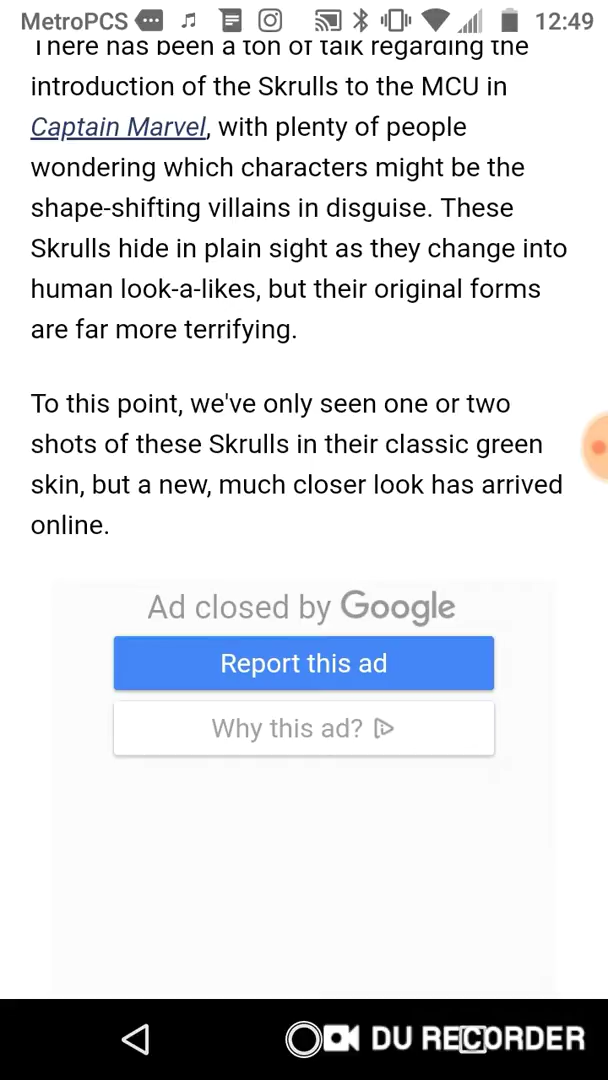 MetroPCS 12:49
There has been a ton of talk regarding the
introduction of the Skrulls to the MCU in
Captain Marvel, with plenty of people
wondering which characters might be the
shape-shifting villains in disguise. These
Skrulls hide in plain sight as they change into
human look-a-likes, but their original forms
are far more terrifying.
To this point, we've only seen one or two
shots of these Skrulls in their classic green
skin, but a new, much closer look has arrived
online.
Ad closed by Google
Report this ad
Why this ad?
DU RECORDER